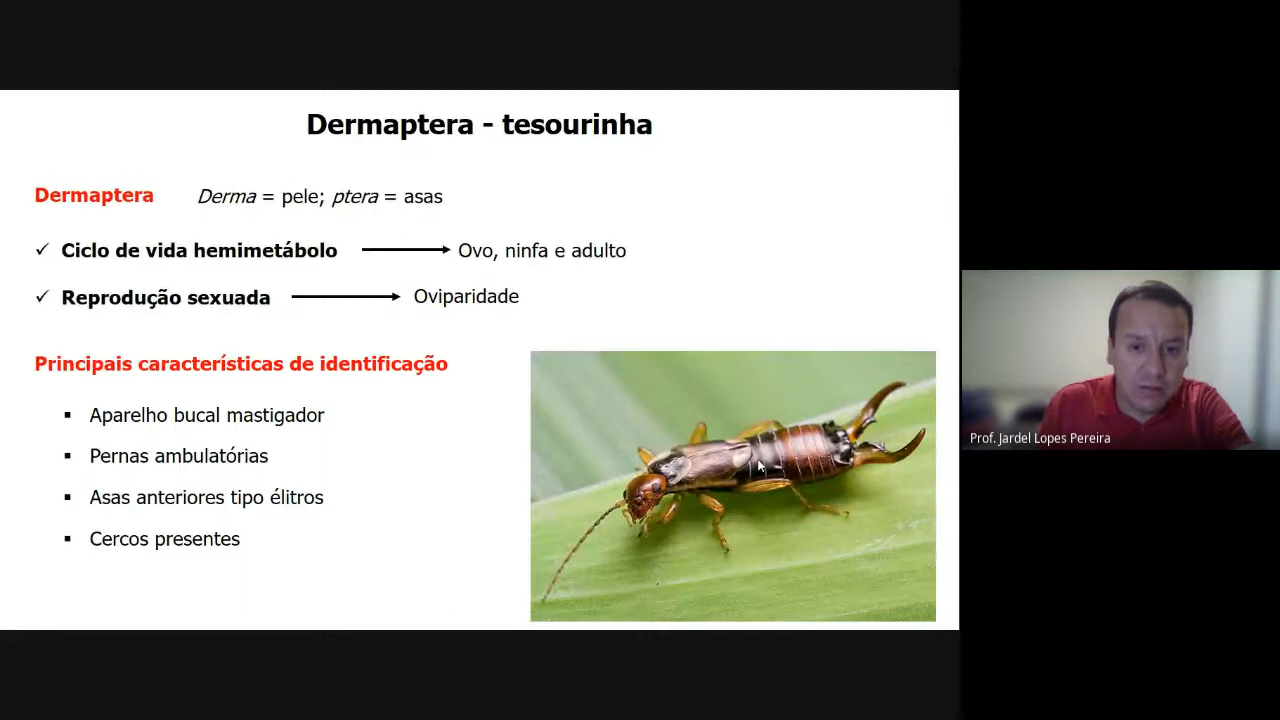 Dermaptera - tesourinha
Dermaptera Derma = pele; ptera = asas
✓ Ciclo de vida hemimetábolo → Ovo, ninfa e adulto
✓ Reprodução sexuada → Oviparidade
Principais características de identificação
▪ Aparelho bucal mastigador
▪ Pernas ambulatórias
▪ Asas anteriores tipo élitros
▪ Cercos presentes
Prof. Jardel Lopes Pereira